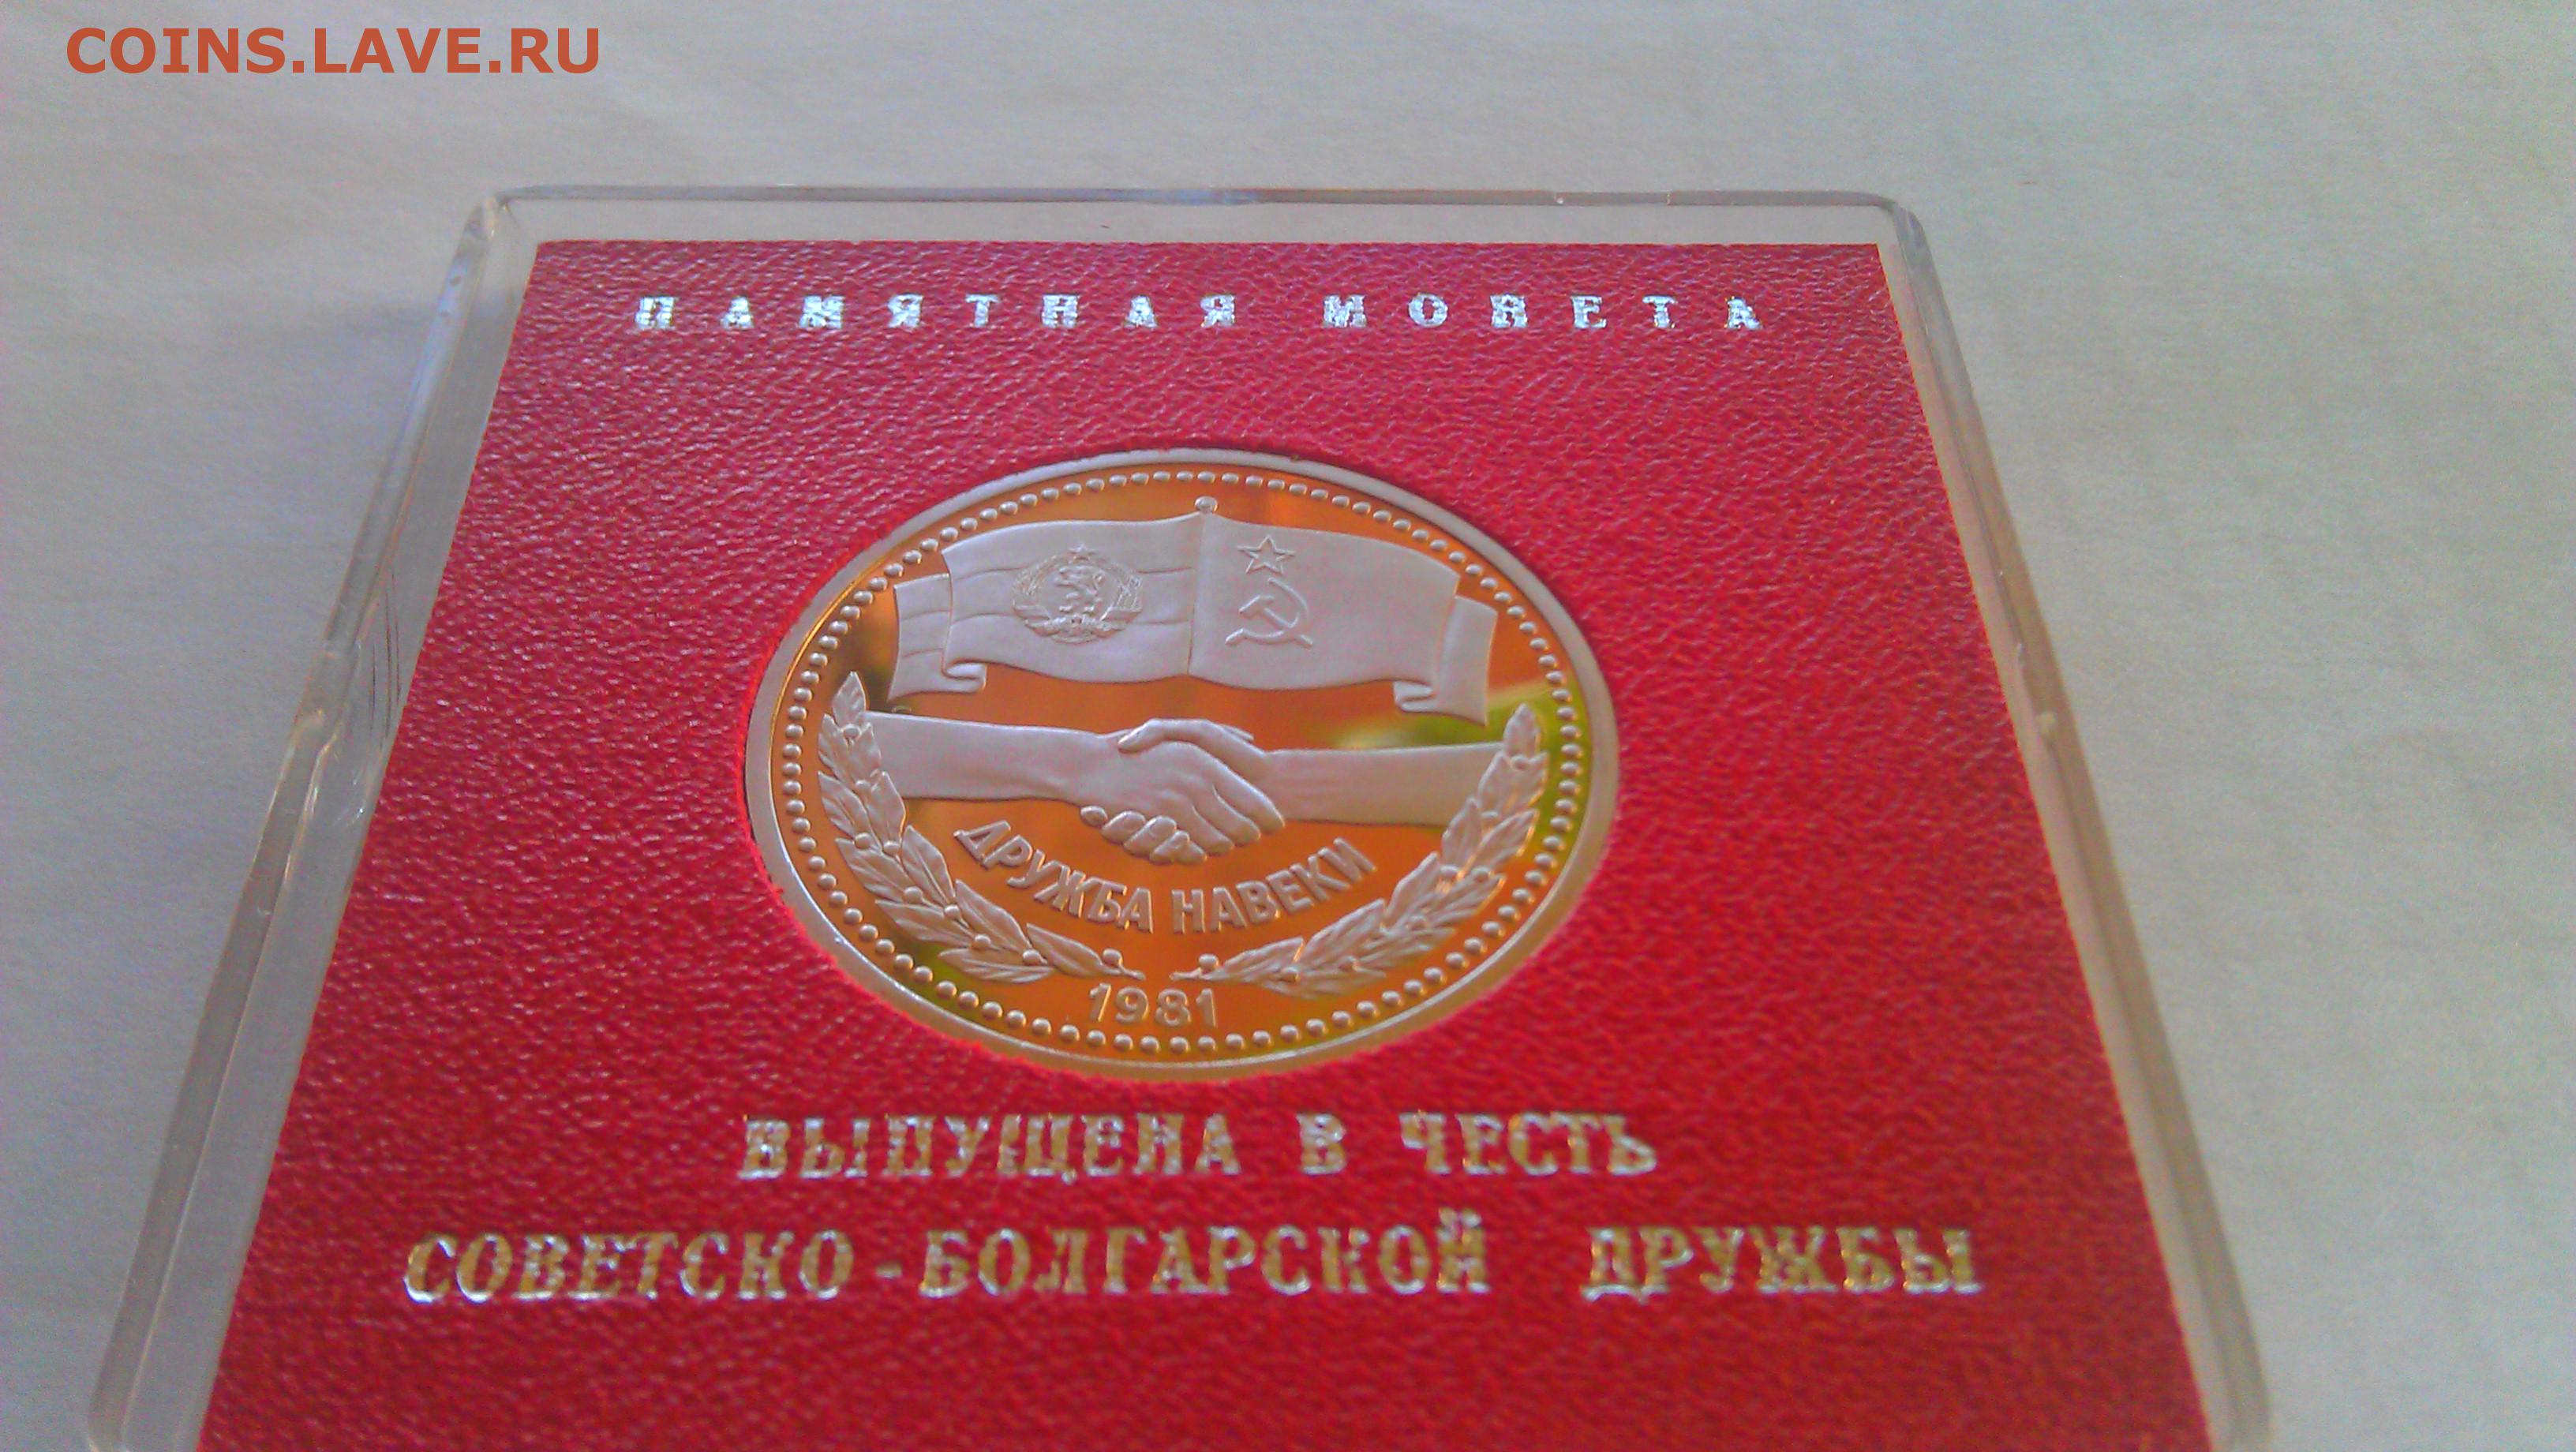 COINS.LAVE.RU
ПАМЯТНАЯ МОНЕТА
ДРУЖБА НАВЕКИ
1981
ВЫПУЩЕНА В ЧЕСТЬ
СОВЕТСКО-БОЛГАРСКОЙ ДРУЖБЫ